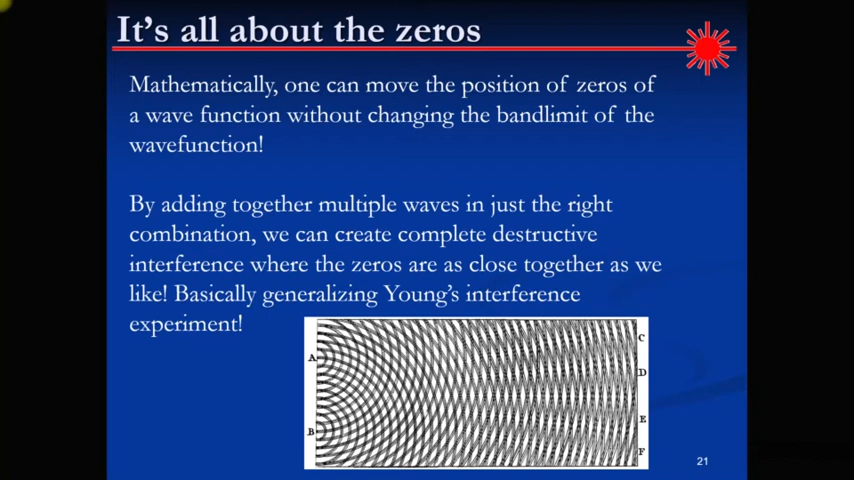 It's all about the zeros
Mathematically, one can move the position of zeros of
a wave function without changing the bandlimit of the
wavefunction!
By adding together multiple waves in just the right
combination, we can create complete destructive
interference where the zeros are as close together as we
like! Basically generalizing Young's interference
experiment!
A
B
C
D
E
F
21